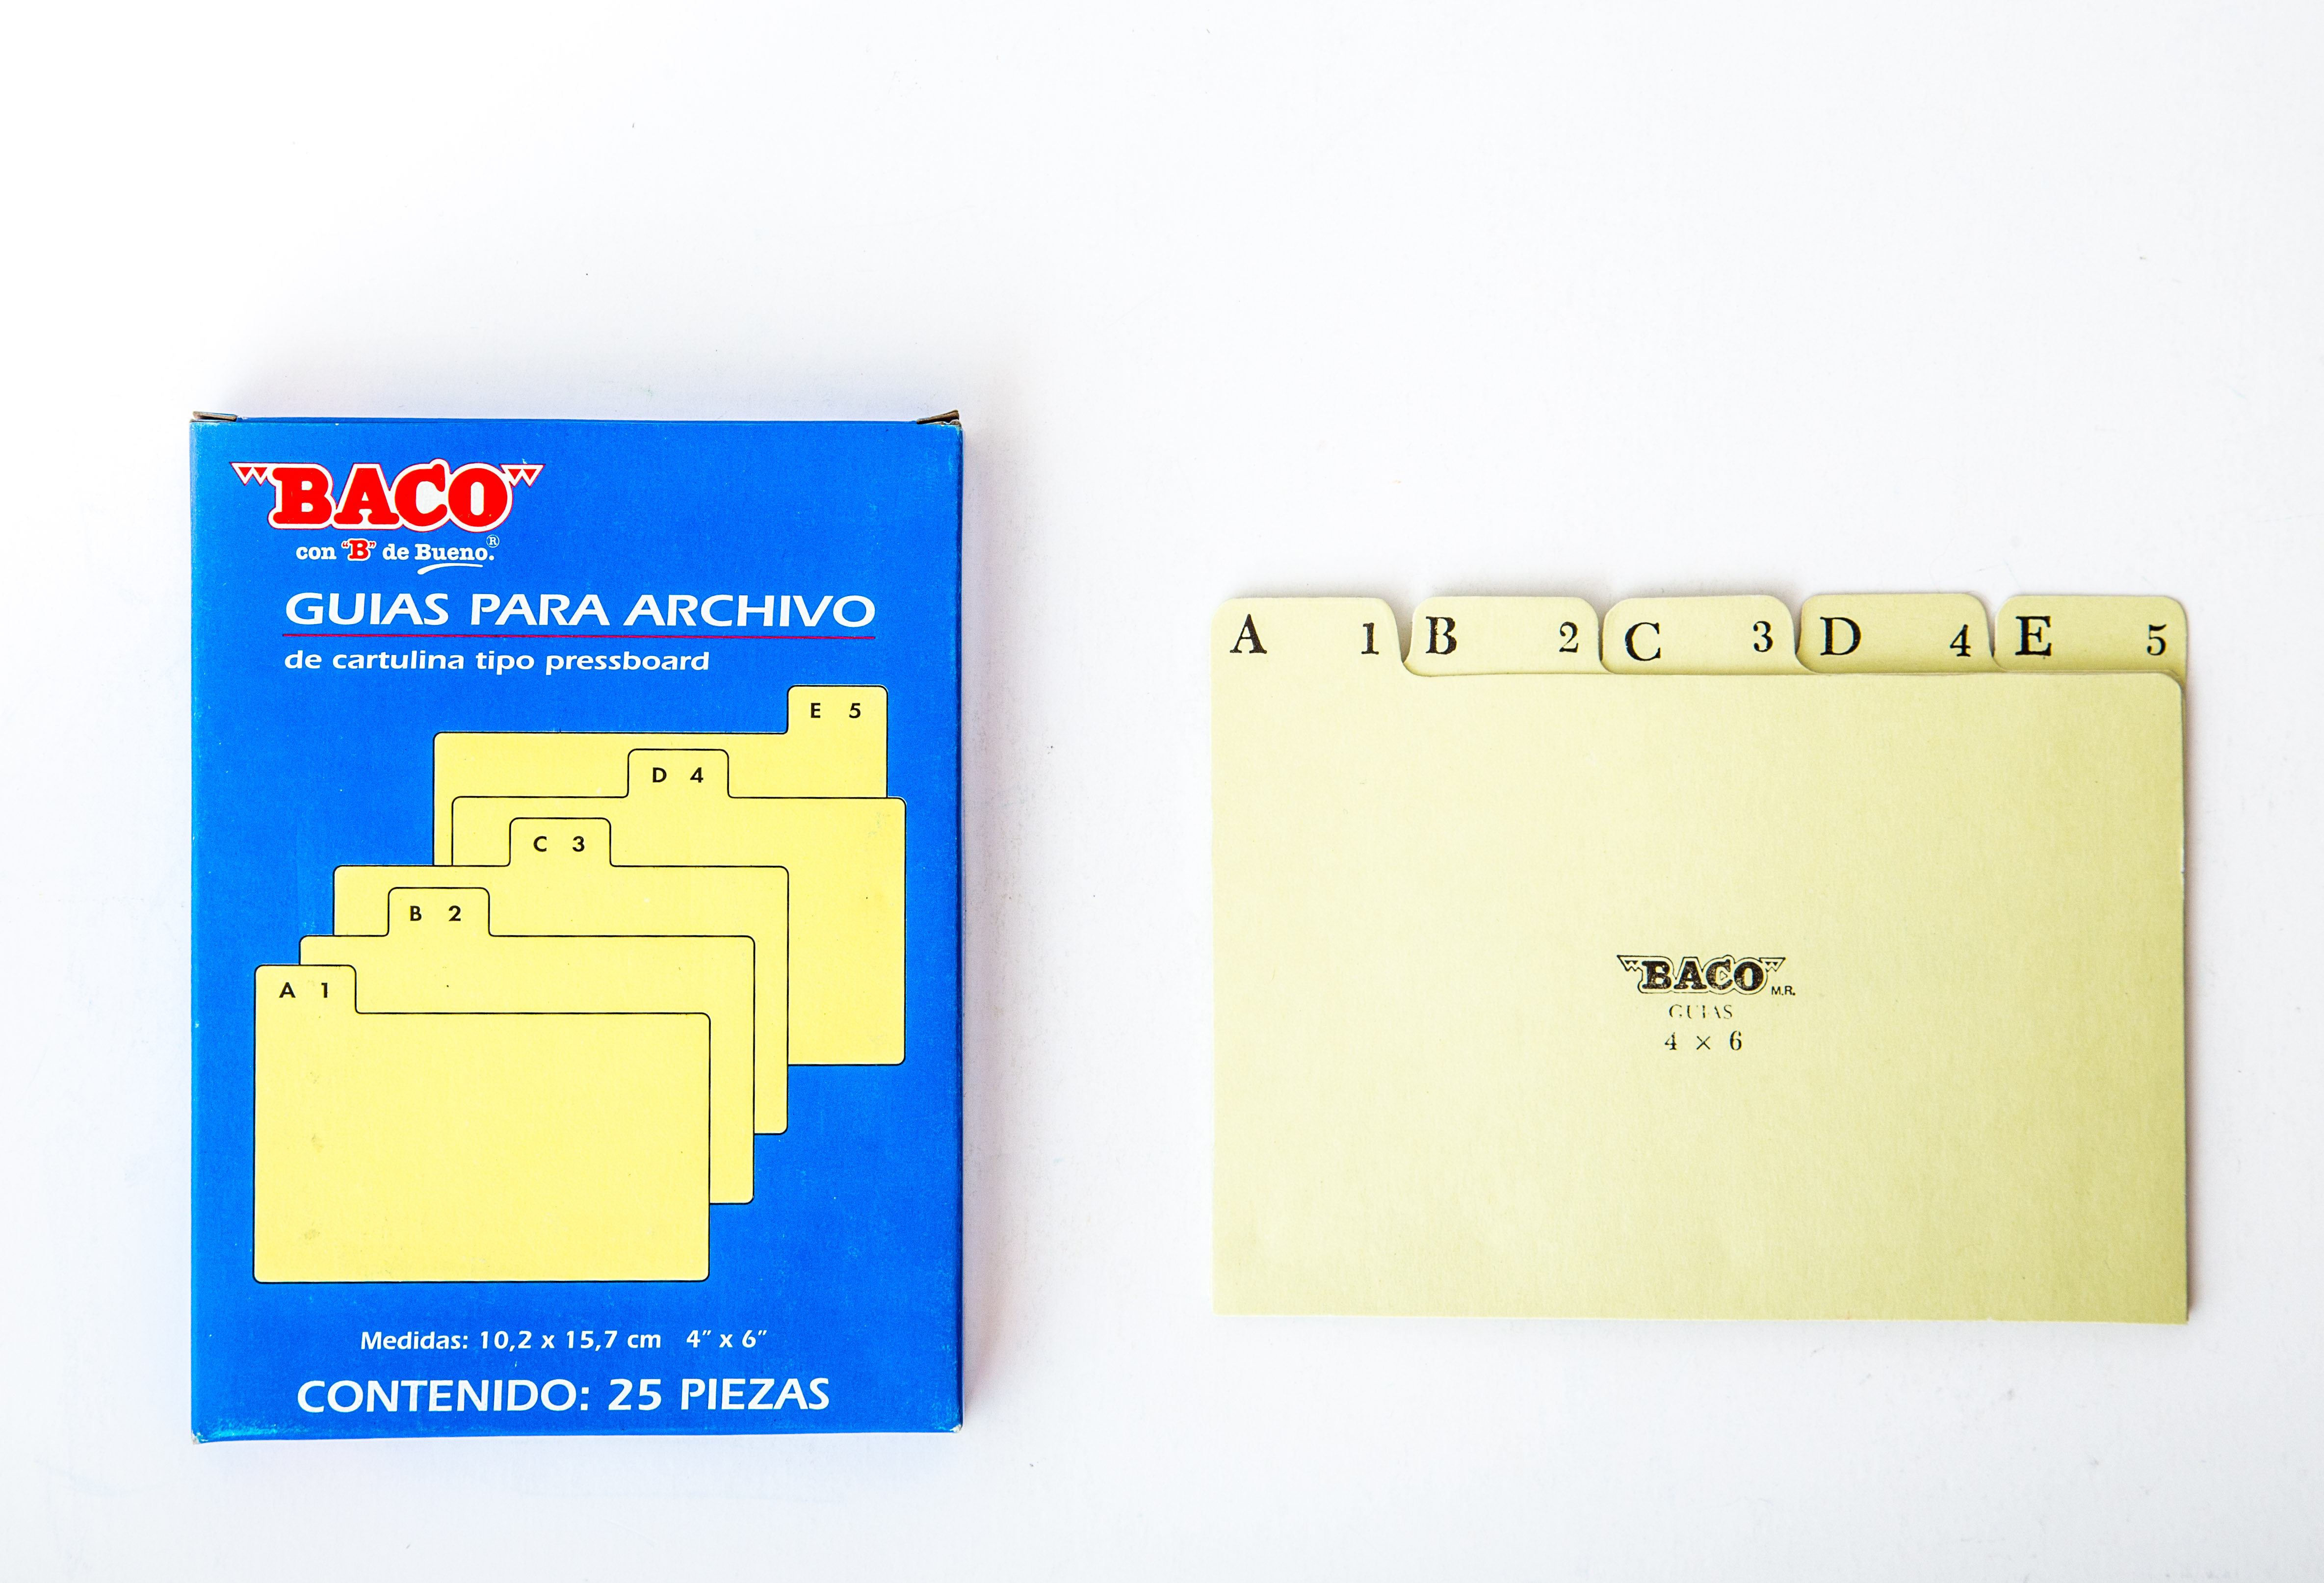 "BACO"
con "B" de Bueno.®
GUIAS PARA ARCHIVO
de cartulina tipo pressboard
E 5
D 4
C 3
B 2
A 1
Medidas: 10,2 x 15,7 cm 4" x 6"
CONTENIDO: 25 PIEZAS
A 1 B 2 C 3 D 4 E 5
"BACO" M.R.
GUIAS
4 × 6